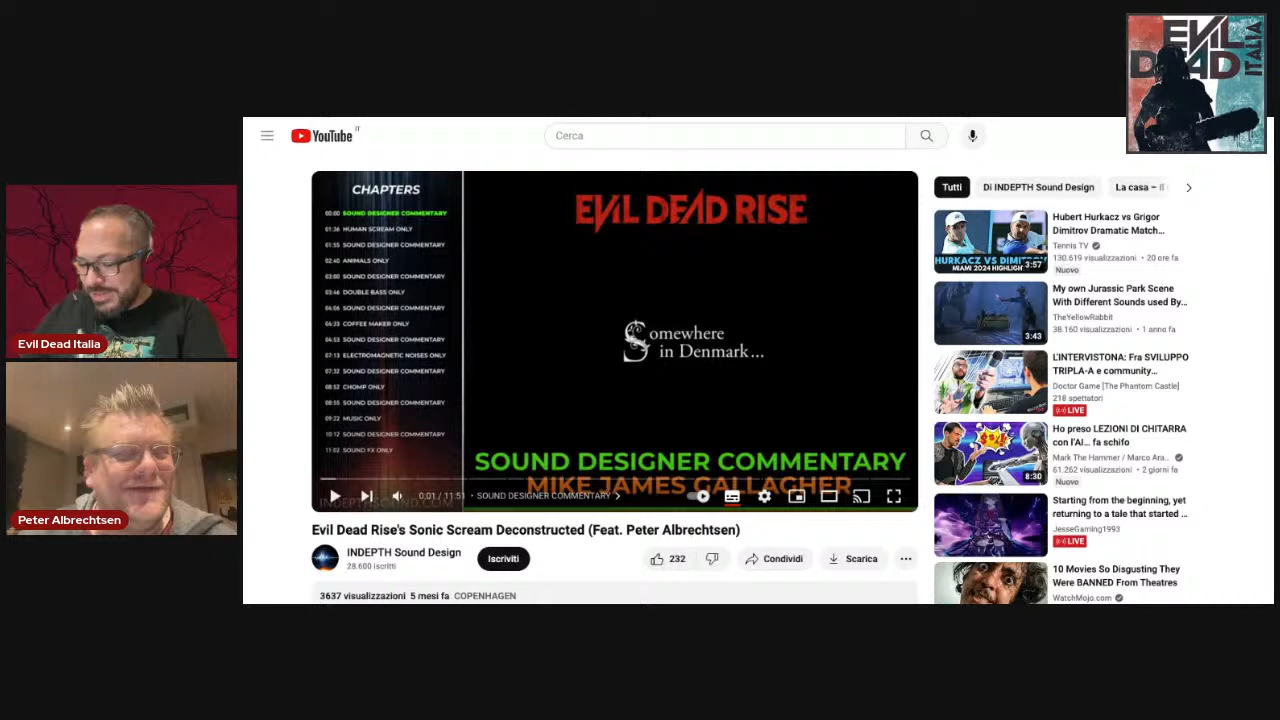 EVIL
DEAD
ITALIA
YouTube
IT
Cerca
CHAPTERS
00:00 SOUND DESIGNER COMMENTARY
01:36 HUMAN SCREAM ONLY
01:55 SOUND DESIGNER COMMENTARY
02:40 ANIMALS ONLY
03:00 SOUND DESIGNER COMMENTARY
03:46 DOUBLE BASS ONLY
04:06 SOUND DESIGNER COMMENTARY
04:33 COFFEE MAKER ONLY
04:53 SOUND DESIGNER COMMENTARY
07:13 ELECTROMAGNETIC NOISES ONLY
07:32 SOUND DESIGNER COMMENTARY
08:52 CHOMP ONLY
08:55 SOUND DESIGNER COMMENTARY
09:22 MUSIC ONLY
10:12 SOUND DESIGNER COMMENTARY
11:02 SOUND FX ONLY
EVIL DEAD RISE
Somewhere
in Denmark...
SOUND DESIGNER COMMENTARY
MIKE JAMES GALLAGHER
0:01 / 11:51 • SOUND DESIGNER COMMENTARY
Evil Dead Rise's Sonic Scream Deconstructed (Feat. Peter Albrechtsen)
INDEPTH Sound Design
28.600 iscritti
Iscriviti
232
Condividi
Scarica
3637 visualizzazioni 5 mesi fa COPENHAGEN
Tutti
Di INDEPTH Sound Design
La casa – il
HURKACZ VS DIMITROV
MIAMI 2024 HIGHLIGH
3:57
Hubert Hurkacz vs Grigor
Dimitrov Dramatic Match...
Tennis TV
130.619 visualizzazioni • 20 ore fa
Nuovo
3:43
My own Jurassic Park Scene
With Different Sounds used By...
TheYellowRabbit
38.160 visualizzazioni • 1 anno fa
L'INTERVISTONA: Fra SVILUPPO
TRIPLA-A e community...
Doctor Game [The Phantom Castle]
218 spettatori
LIVE
8:30
Ho preso LEZIONI DI CHITARRA
con l'AI... fa schifo
Mark The Hammer / Marco Ara...
61.262 visualizzazioni • 2 giorni fa
Nuovo
Starting from the beginning, yet
returning to a tale that started ...
JesseGaming1993
LIVE
10 Movies So Disgusting They
Were BANNED From Theatres
WatchMojo.com
Evil Dead Italia
Peter Albrechtsen